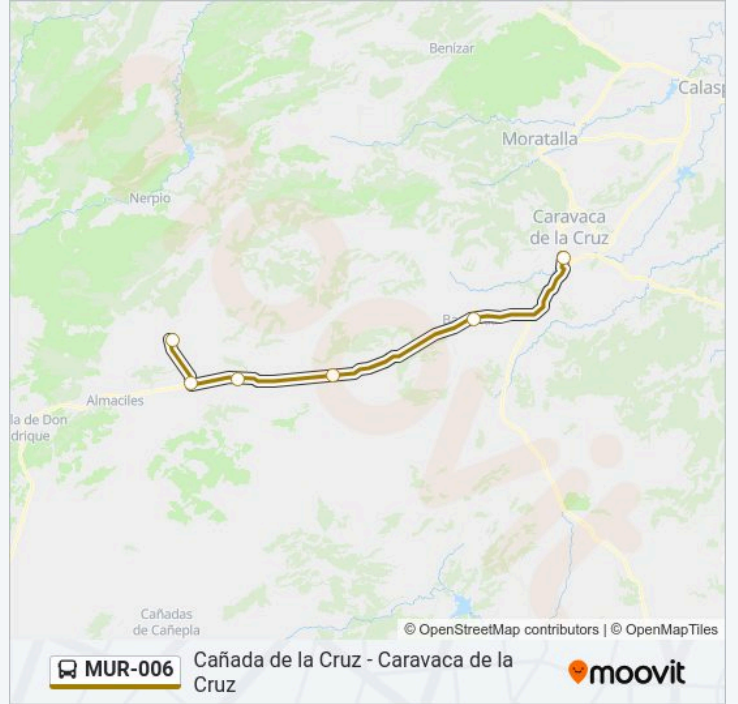 Benízar
Calasp
Moratalla
Nerpio
Caravaca
de la Cruz
Almaciles
la de Don
drique
Cañadas
de Cañepla
© OpenStreetMap contributors | © OpenMapTiles
MUR-006
Cañada de la Cruz - Caravaca de la
Cruz
moovit